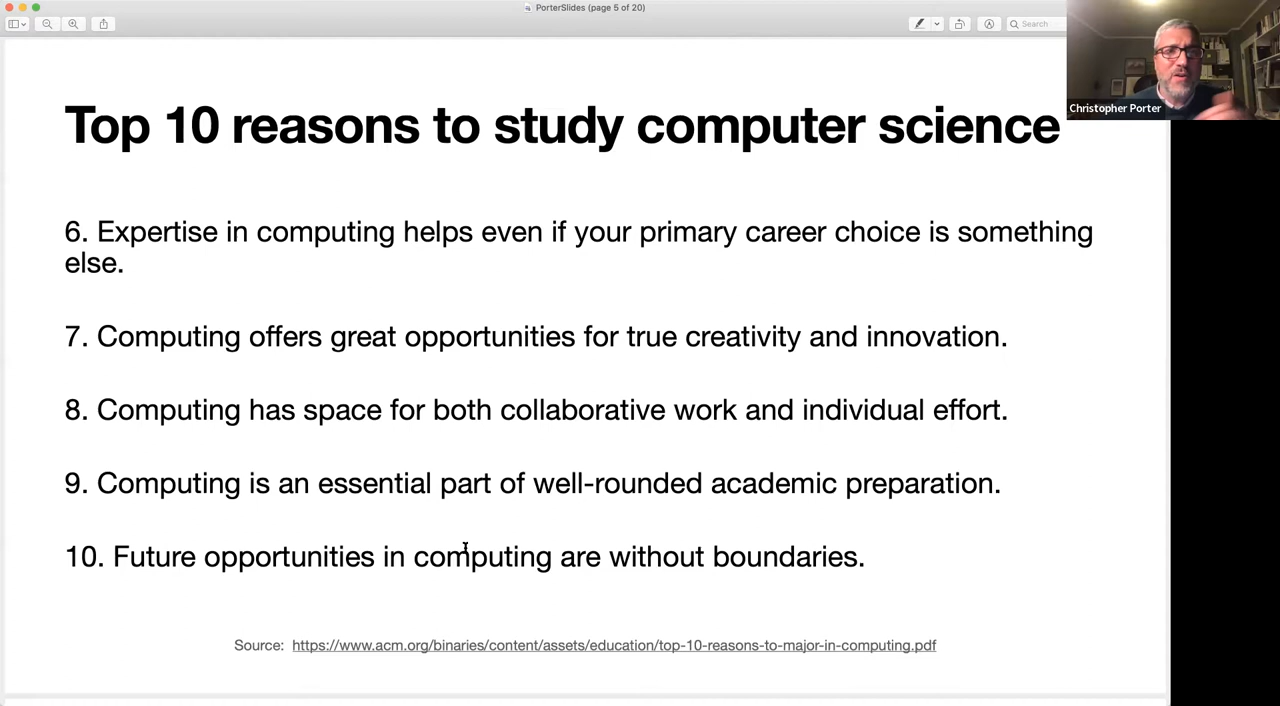 PorterSlides (page 5 of 20)
Search
Christopher Porter
Top 10 reasons to study computer science
6. Expertise in computing helps even if your primary career choice is something
else.
7. Computing offers great opportunities for true creativity and innovation.
8. Computing has space for both collaborative work and individual effort.
9. Computing is an essential part of well-rounded academic preparation.
10. Future opportunities in computing are without boundaries.
Source: https://www.acm.org/binaries/content/assets/education/top-10-reasons-to-major-in-computing.pdf